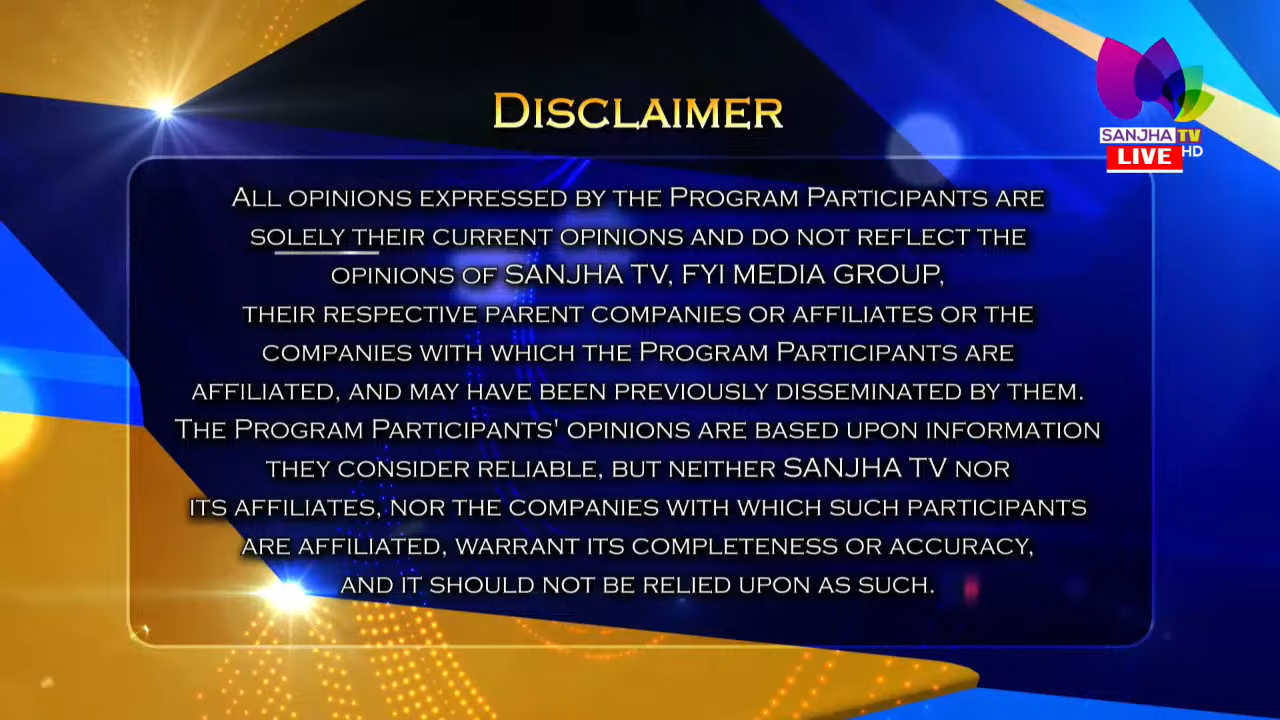 DISCLAIMER
SANJHA TV
HD
LIVE
ALL OPINIONS EXPRESSED BY THE PROGRAM PARTICIPANTS ARE
SOLELY THEIR CURRENT OPINIONS AND DO NOT REFLECT THE
OPINIONS OF SANJHA TV, FYI MEDIA GROUP,
THEIR RESPECTIVE PARENT COMPANIES OR AFFILIATES OR THE
COMPANIES WITH WHICH THE PROGRAM PARTICIPANTS ARE
AFFILIATED, AND MAY HAVE BEEN PREVIOUSLY DISSEMINATED BY THEM.
THE PROGRAM PARTICIPANTS' OPINIONS ARE BASED UPON INFORMATION
THEY CONSIDER RELIABLE, BUT NEITHER SANJHA TV NOR
ITS AFFILIATES, NOR THE COMPANIES WITH WHICH SUCH PARTICIPANTS
ARE AFFILIATED, WARRANT ITS COMPLETENESS OR ACCURACY,
AND IT SHOULD NOT BE RELIED UPON AS SUCH.